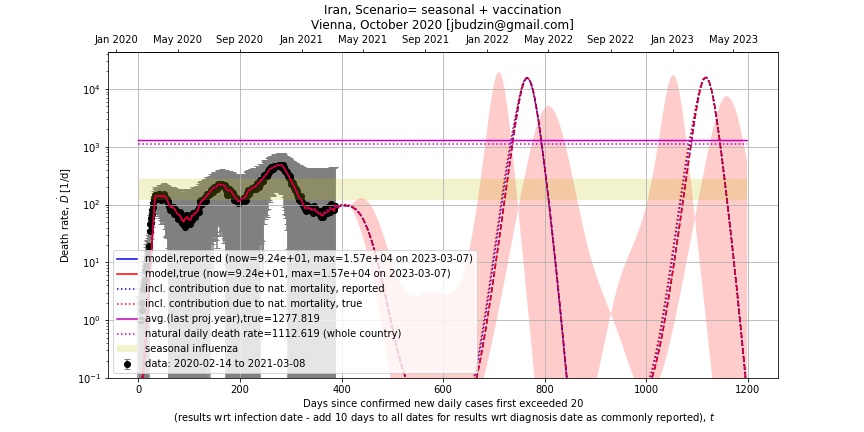 Iran, Scenario= seasonal + vaccination
Vienna, October 2020 [jbudzin@gmail.com]
Jan 2020 May 2020 Sep 2020 Jan 2021 May 2021 Sep 2021 Jan 2022 May 2022 Sep 2022 Jan 2023 May 2023
Death rate, Ḋ [1/d]
10⁴
10³
10²
10¹
10⁰
10⁻¹
model,reported (now=9.24e+01, max=1.57e+04 on 2023-03-07)
model,true (now=9.24e+01, max=1.57e+04 on 2023-03-07)
incl. contribution due to nat. mortality, reported
incl. contribution due to nat. mortality, true
avg.(last proj.year),true=1277.819
natural daily death rate=1112.619 (whole country)
seasonal influenza
data: 2020-02-14 to 2021-03-08
0 200 400 600 800 1000 1200
Days since confirmed new daily cases first exceeded 20
(results wrt infection date - add 10 days to all dates for results wrt diagnosis date as commonly reported), t